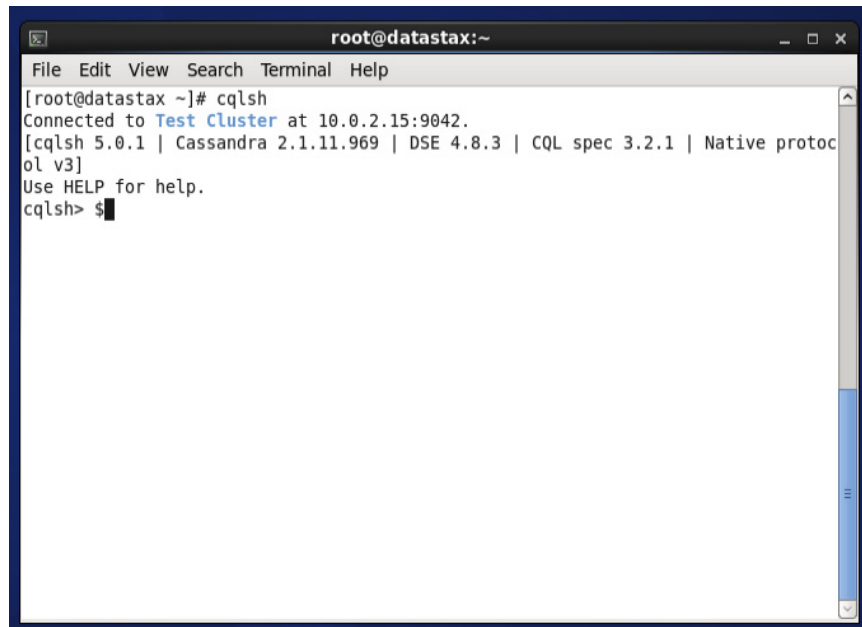 root@datastax:~
File Edit View Search Terminal Help
[root@datastax ~]# cqlsh
Connected to Test Cluster at 10.0.2.15:9042.
[cqlsh 5.0.1 | Cassandra 2.1.11.969 | DSE 4.8.3 | CQL spec 3.2.1 | Native protoc
ol v3]
Use HELP for help.
cqlsh> $